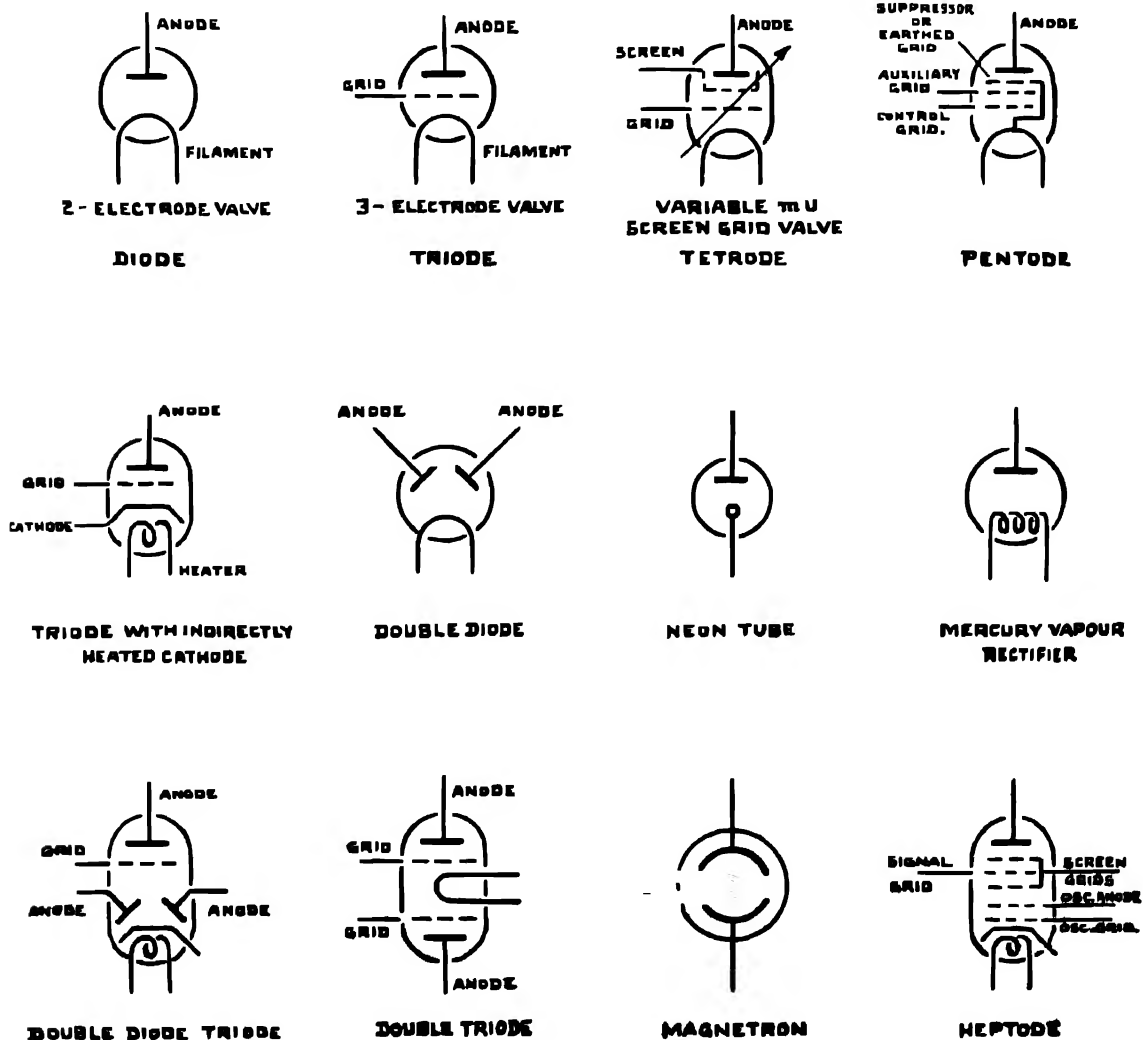 ANODE
FILAMENT
2-ELECTRODE VALVE
DIODE
ANODE
GRID
FILAMENT
3-ELECTRODE VALVE
TRIODE
ANODE
SCREEN
GRID
VARIABLE mU
SCREEN GRID VALVE
TETRODE
SUPPRESSOR
OR
EARTHED
GRID
ANODE
AUXILIARY
GRID
CONTROL
GRID.
PENTODE
ANODE
GRID
CATHODE
HEATER
TRIODE WITH INDIRECTLY
HEATED CATHODE
ANODE
ANODE
DOUBLE DIODE
NEON TUBE
MERCURY VAPOUR
RECTIFIER
ANODE
GRID
ANODE
ANODE
DOUBLE DIODE TRIODE
ANODE
GRID
GRID
ANODE
DOUBLE TRIODE
MAGNETRON
SIGNAL
GRID
SCREEN
GRIDS
OSC.ANODE
OSC.GRID.
HEPTODE